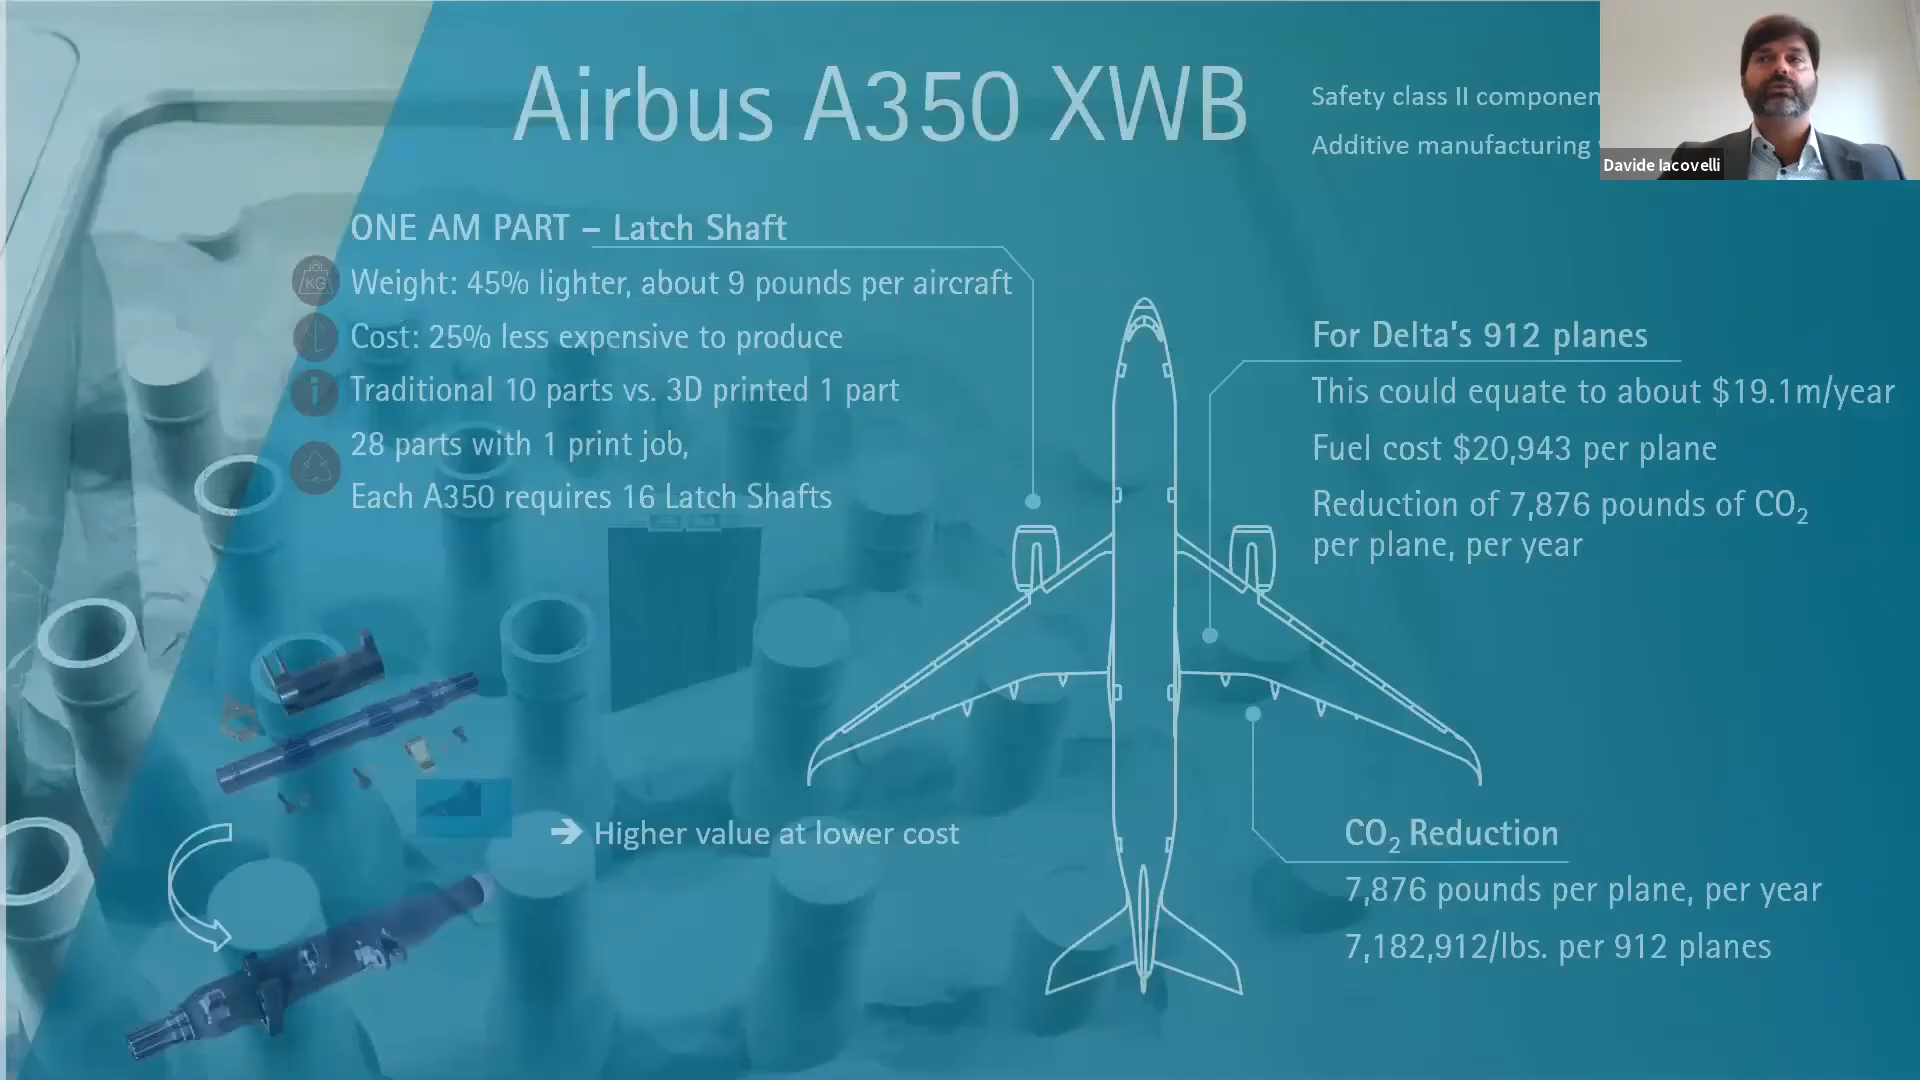 Airbus A350 XWB
Safety class II componen
Additive manufacturing
Davide Iacovelli
ONE AM PART – Latch Shaft
KG
Weight: 45% lighter, about 9 pounds per aircraft
Cost: 25% less expensive to produce
Traditional 10 parts vs. 3D printed 1 part
28 parts with 1 print job,
Each A350 requires 16 Latch Shafts
For Delta's 912 planes
This could equate to about $19.1m/year
Fuel cost $20,943 per plane
Reduction of 7,876 pounds of CO₂
per plane, per year
➔ Higher value at lower cost
CO₂ Reduction
7,876 pounds per plane, per year
7,182,912/lbs. per 912 planes